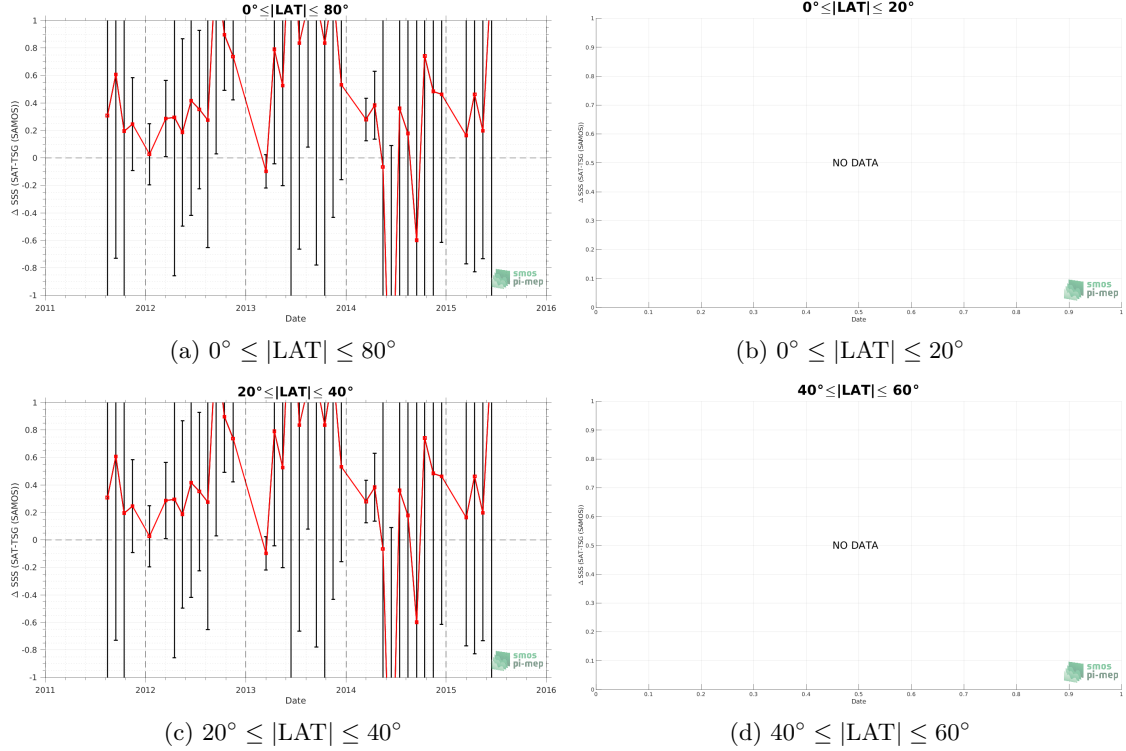 0°≤|LAT|≤ 80°
Δ SSS (SAT-TSG (SAMOS))
1
0.8
0.6
0.4
0.2
0
-0.2
-0.4
-0.6
-0.8
-1
2011 2012 2013 2014 2015 2016
Date
smos
pi-mep
(a) 0° ≤ |LAT| ≤ 80°
0°≤|LAT|≤ 20°
Δ SSS (SAT-TSG (SAMOS))
1
0.9
0.8
0.7
0.6
0.5
0.4
0.3
0.2
0.1
0
NO DATA
0 0.1 0.2 0.3 0.4 0.5 0.6 0.7 0.8 0.9 1
Date
smos
pi-mep
(b) 0° ≤ |LAT| ≤ 20°
20°≤|LAT|≤ 40°
Δ SSS (SAT-TSG (SAMOS))
1
0.8
0.6
0.4
0.2
0
-0.2
-0.4
-0.6
-0.8
-1
2011 2012 2013 2014 2015 2016
Date
smos
pi-mep
(c) 20° ≤ |LAT| ≤ 40°
40°≤|LAT|≤ 60°
Δ SSS (SAT-TSG (SAMOS))
1
0.9
0.8
0.7
0.6
0.5
0.4
0.3
0.2
0.1
0
NO DATA
0 0.1 0.2 0.3 0.4 0.5 0.6 0.7 0.8 0.9 1
Date
smos
pi-mep
(d) 40° ≤ |LAT| ≤ 60°